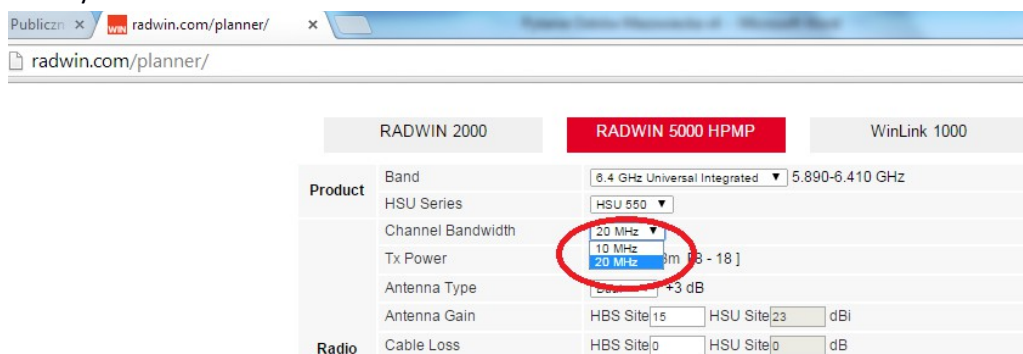 Publiczn × WIN radwin.com/planner/ ×
radwin.com/planner/
RADWIN 2000 RADWIN 5000 HPMP WinLink 1000
Product Band 6.4 GHz Universal Integrated ▼ 5.890-6.410 GHz
HSU Series HSU 550 ▼
Channel Bandwidth 20 MHz ▼
10 MHz
20 MHz
Tx Power 3 - 18 ]
Antenna Type +3 dB
Antenna Gain HBS Site 15 HSU Site 23 dBi
Radio Cable Loss HBS Site 0 HSU Site 0 dB